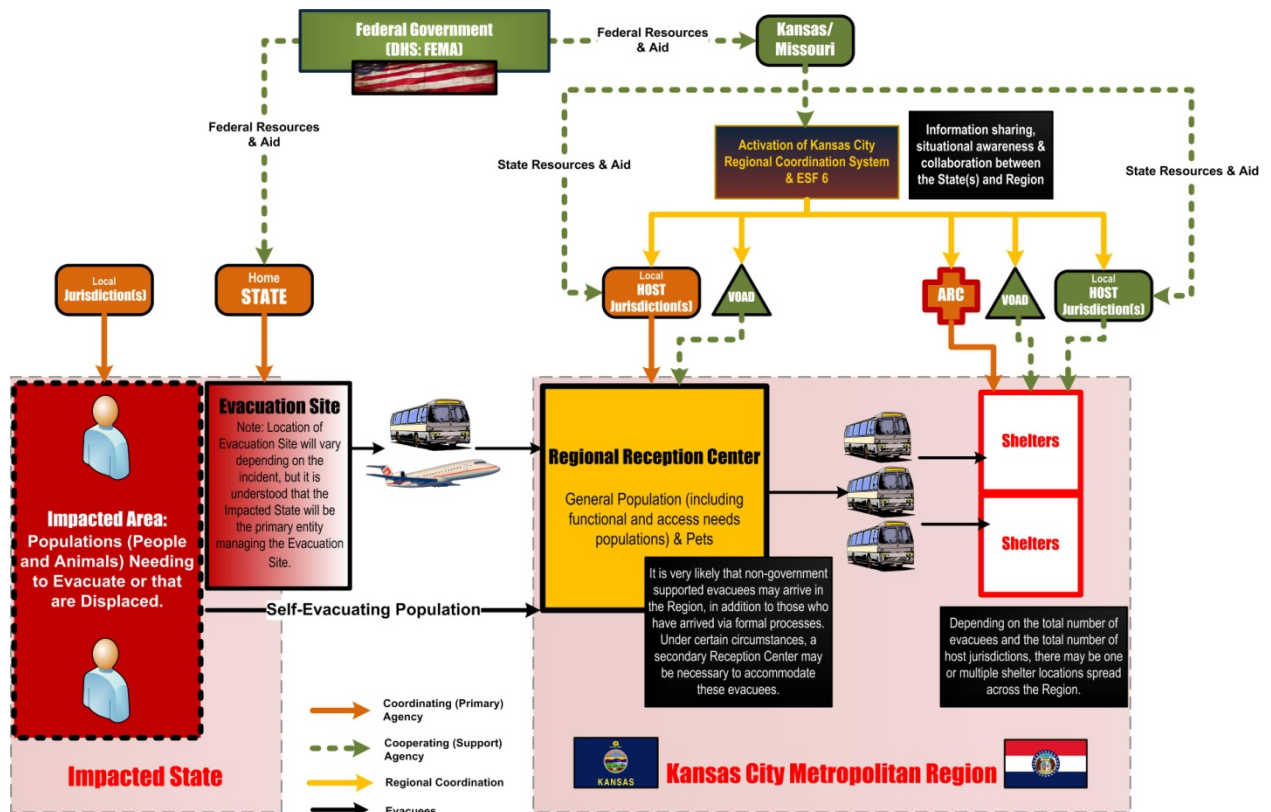 Federal Government
(DHS: FEMA)
Federal Resources
& Aid
Kansas/
Missouri
Federal Resources
& Aid
State Resources & Aid
Activation of Kansas City
Regional Coordination System
& ESF 6
Information sharing,
situational awareness &
collaboration between
the State(s) and Region
State Resources & Aid
Local
Jurisdiction(s)
Home
STATE
Local
HOST
Jurisdiction(s)
VOAD
ARC
VOAD
Local
HOST
Jurisdiction(s)
Impacted Area:
Populations (People
and Animals) Needing
to Evacuate or that
are Displaced.
Evacuation Site
Note: Location of
Evacuation Site will vary
depending on the
incident, but it is
understood that the
Impacted State will be
the primary entity
managing the Evacuation
Site.
Self-Evacuating Population
Regional Reception Center
General Population (including
functional and access needs
populations) & Pets
It is very likely that non-government
supported evacuees may arrive in
the Region, in addition to those who
have arrived via formal processes.
Under certain circumstances, a
secondary Reception Center may
be necessary to accommodate
these evacuees.
Shelters
Shelters
Depending on the total number of
evacuees and the total number of
host jurisdictions, there may be one
or multiple shelter locations spread
across the Region.
Coordinating (Primary)
Agency
Cooperating (Support)
Agency
Regional Coordination
Evacuees
Impacted State
KANSAS
Kansas City Metropolitan Region